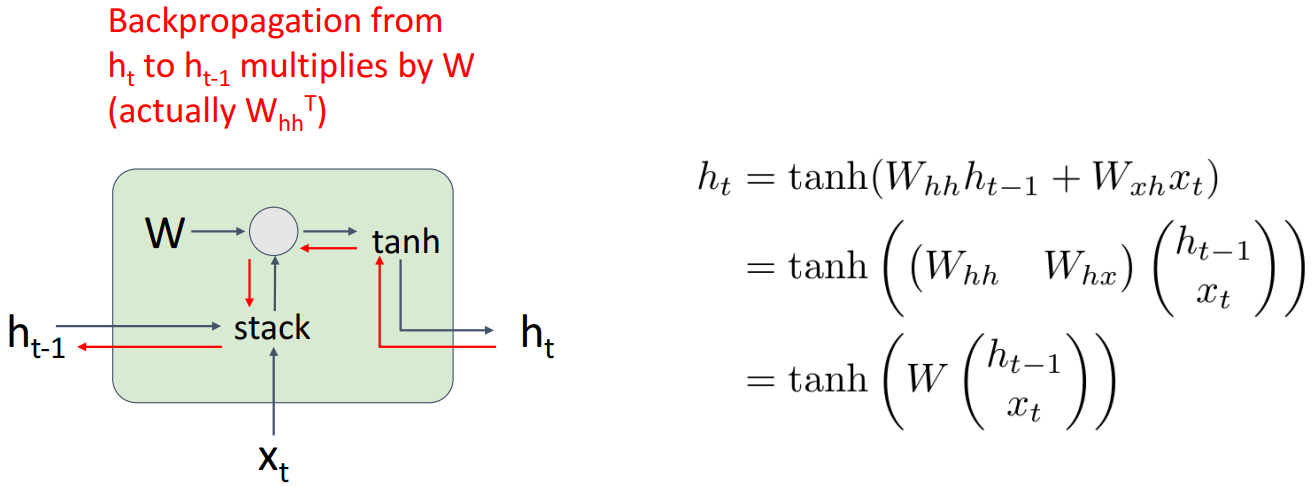 Backpropagation from
hₜ to hₜ₋₁ multiplies by W
(actually Wₕₕᵀ)
W
tanh
stack
hₜ₋₁
hₜ
xₜ
hₜ = tanh(Wₕₕhₜ₋₁ + Wₓₕxₜ)
= tanh((Wₕₕ Wₕₓ)(hₜ₋₁
xₜ))
= tanh(W(hₜ₋₁
xₜ))